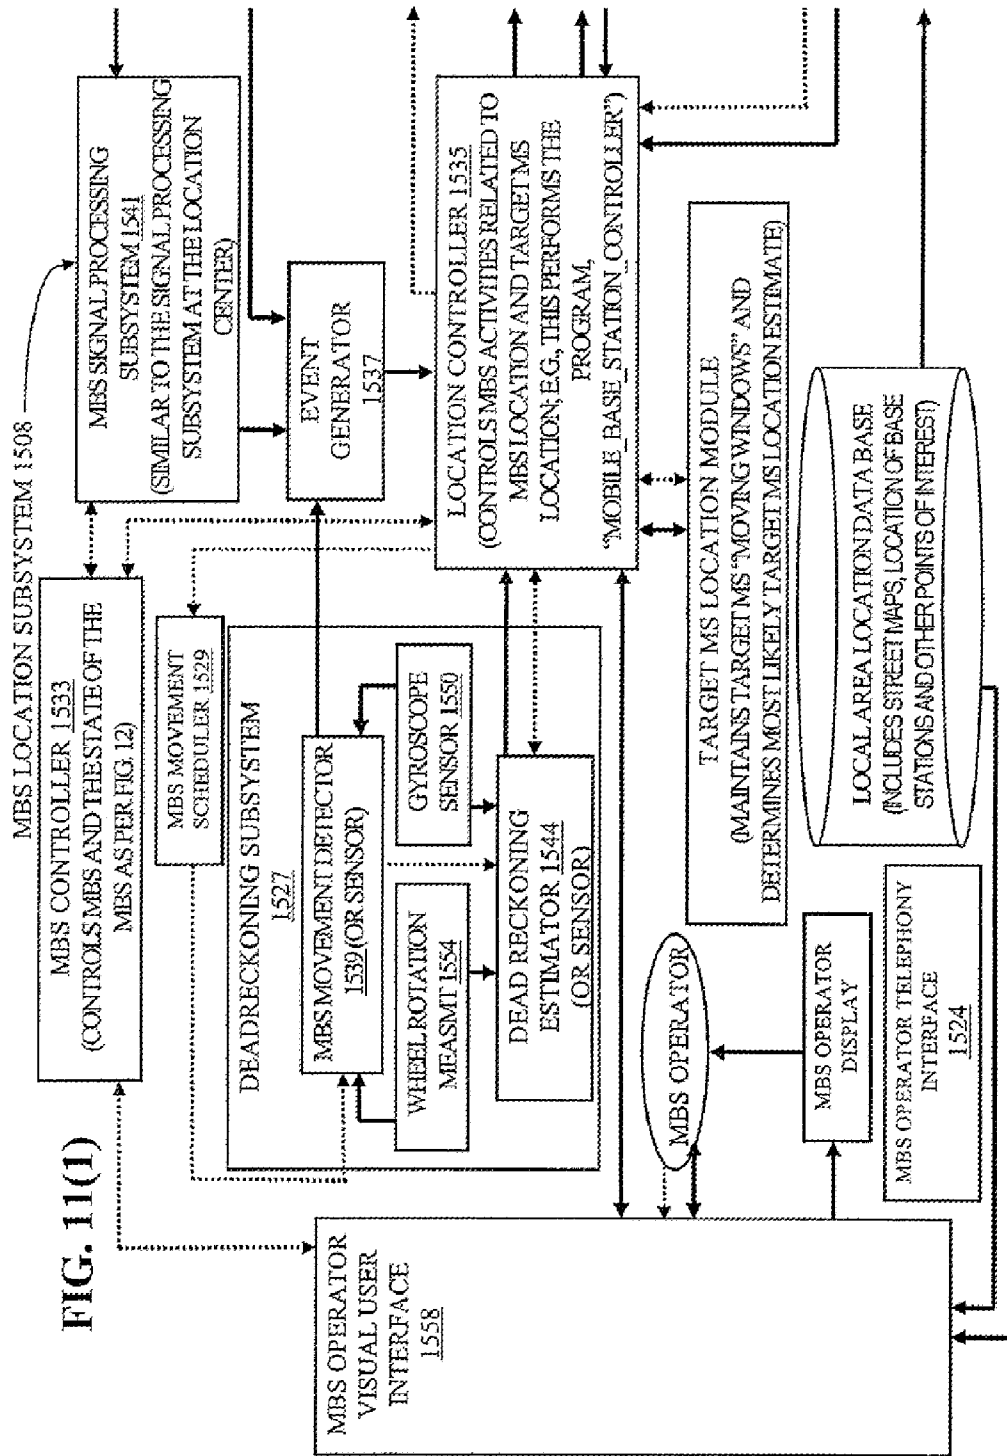 FIG. 11(1)
MBS LOCATION SUBSYSTEM 1508
MBS CONTROLLER 1533
(CONTROLS MBS AND THE STATE OF THE
MBS AS PER FIG. 12)
MBS SIGNAL PROCESSING
SUBSYSTEM 1541
(SIMILAR TO THE SIGNAL PROCESSING
SUBSYSTEM AT THE LOCATION
CENTER)
MBS MOVEMENT
SCHEDULER 1529
EVENT
GENERATOR
1537
DEADRECKONING SUBSYSTEM
1527
MBS MOVEMENT DETECTOR
1539 (OR SENSOR)
WHEEL ROTATION
MEASMT 1554
GYROSCOPE
SENSOR 1550
DEAD RECKONING
ESTIMATOR 1544
(OR SENSOR)
LOCATION CONTROLLER 1535
(CONTROLS MBS ACTIVITIES RELATED TO
MBS LOCATION AND TARGET MS
LOCATION; E.G., THIS PERFORMS THE
PROGRAM,
“MOBILE_BASE_STATION_CONTROLLER”)
MBS OPERATOR
VISUAL USER
INTERFACE
1558
MBS OPERATOR
TARGET MS LOCATION MODULE
(MAINTAINS TARGET MS “MOVING WINDOWS” AND
DETERMINES MOST LIKELY TARGET MS LOCATION ESTIMATE)
MBS OPERATOR
DISPLAY
LOCAL AREA LOCATION DATA BASE
(INCLUDES STREET MAPS, LOCATION OF BASE
STATIONS AND OTHER POINTS OF INTEREST)
MBS OPERATOR TELEPHONY
INTERFACE
1524